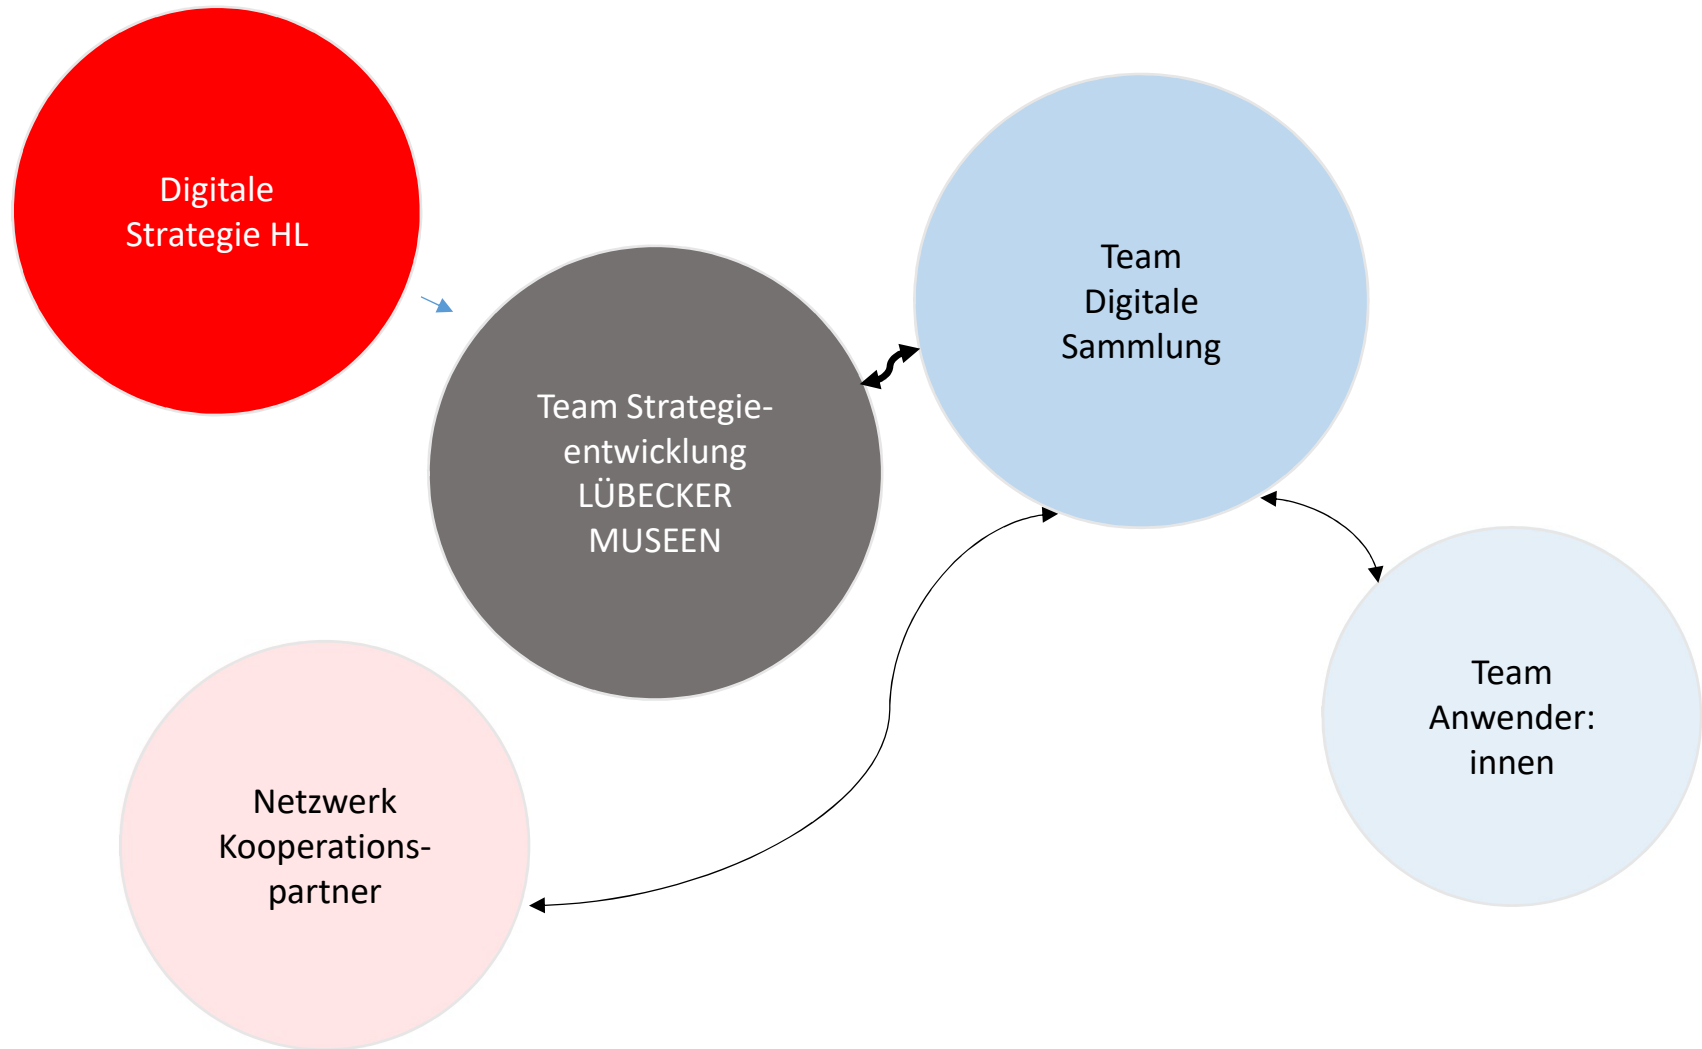 Digitale
Strategie HL
Team
Digitale
Sammlung
Team Strategie-
entwicklung
LÜBECKER
MUSEEN
Team
Anwender:
innen
Netzwerk
Kooperations-
partner